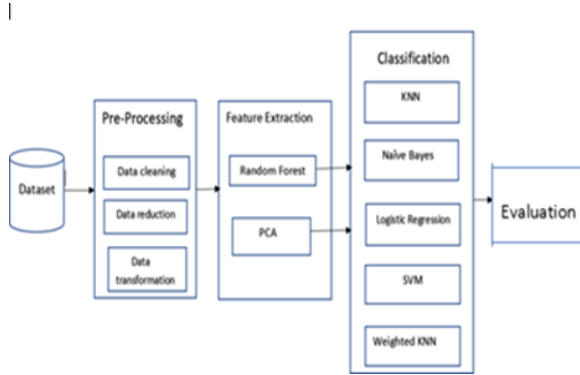 Dataset
Pre-Processing
Data cleaning
Data reduction
Data
transformation
Feature Extraction
Random Forest
PCA
Classification
KNN
Naïve Bayes
Logistic Regression
SVM
Weighted KNN
Evaluation